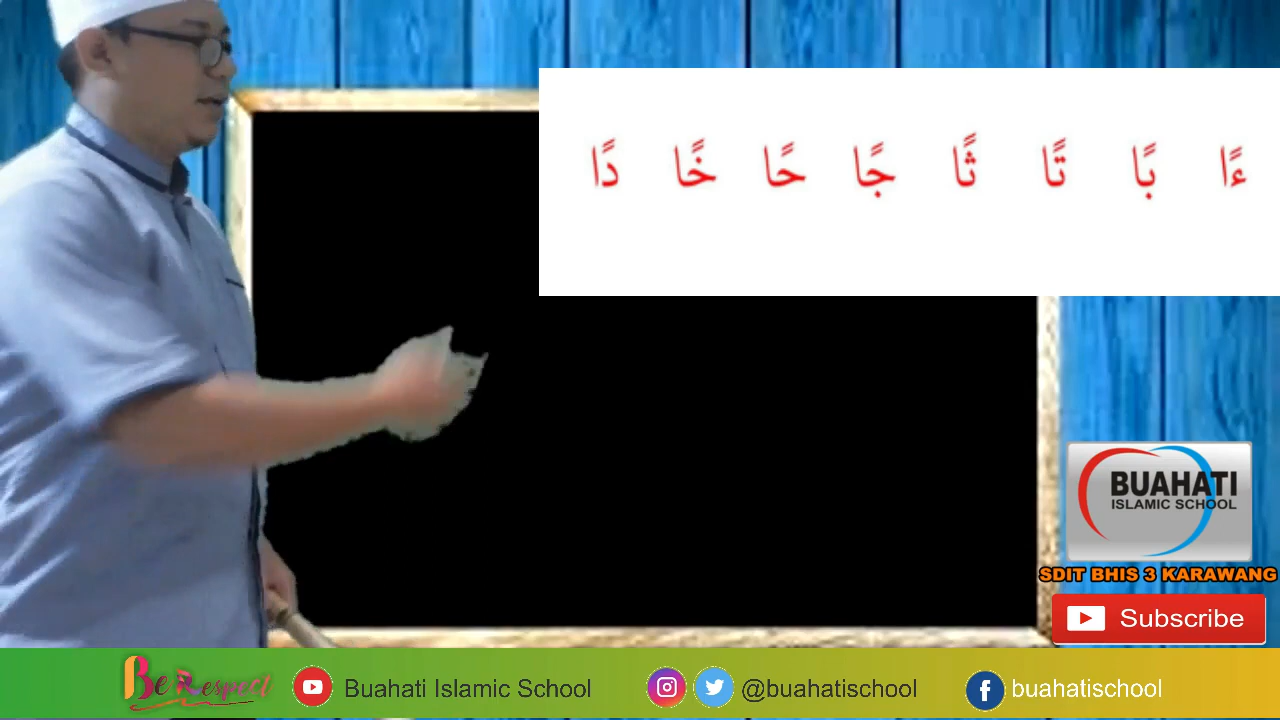 ءًا بًا تًا ثًا جًا حًا خًا دًا
BUAHATI
ISLAMIC SCHOOL
SDIT BHIS 3 KARAWANG
Subscribe
Be Respect
Buahati Islamic School
@buahatischool
buahatischool